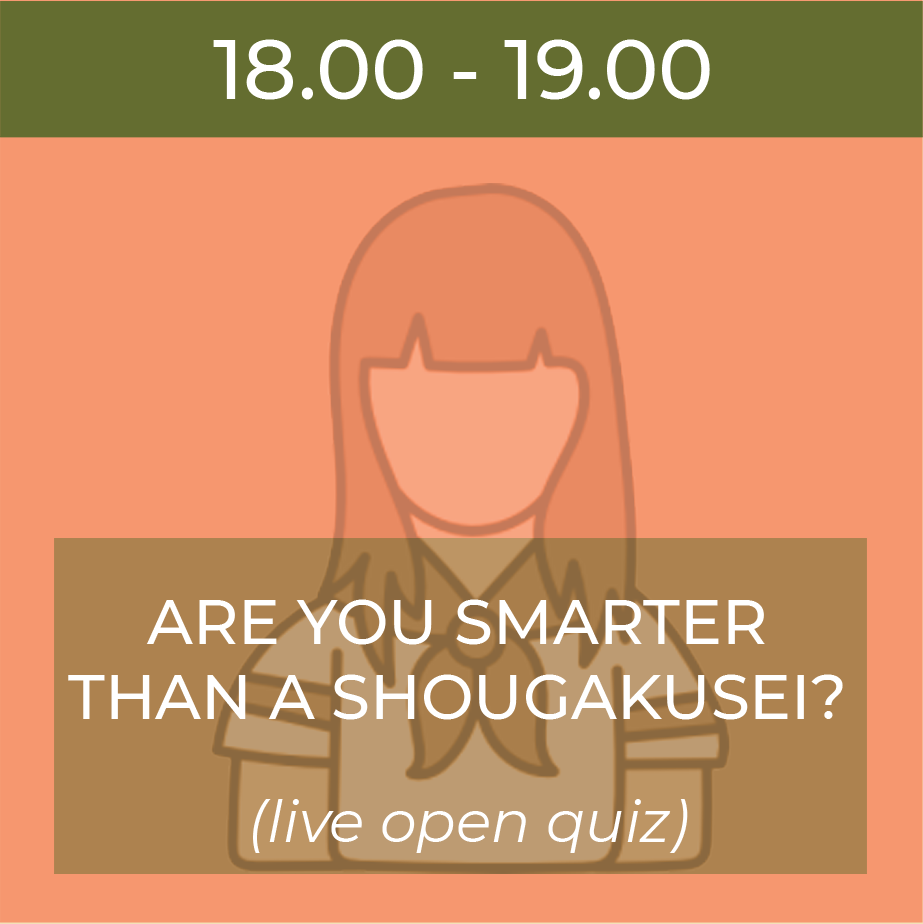 18.00 - 19.00
ARE YOU SMARTER
THAN A SHOUGAKUSEI?
(live open quiz)